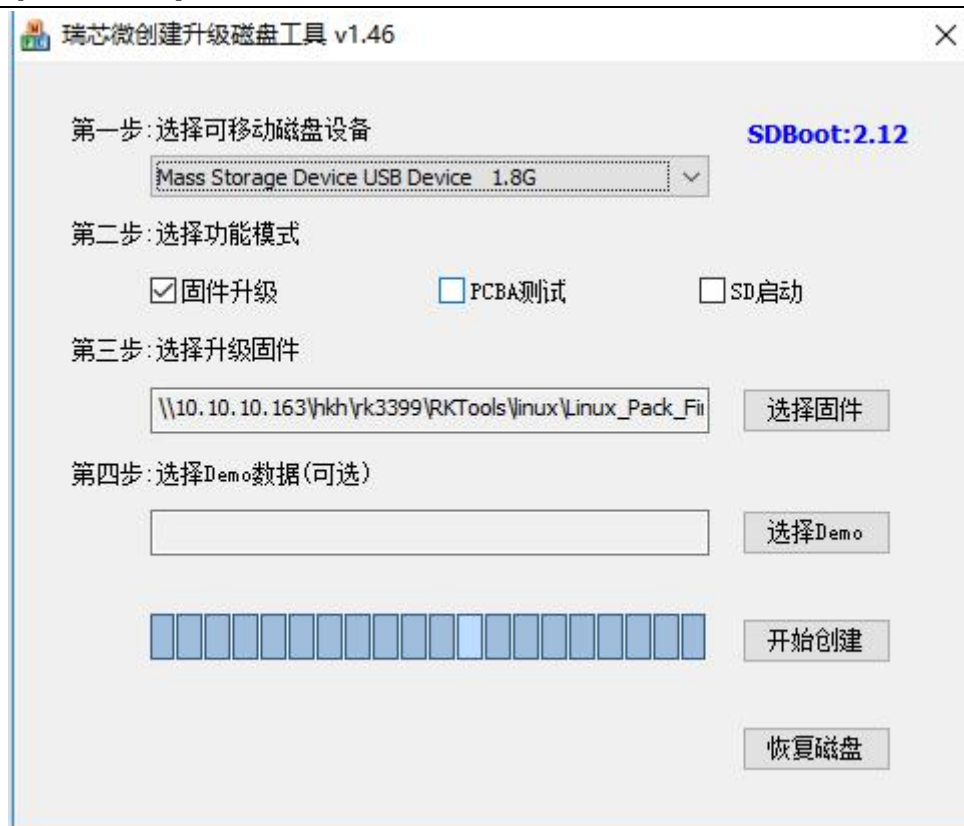 瑞芯微创建升级磁盘工具 v1.46
第一步:选择可移动磁盘设备
SDBoot:2.12
Mass Storage Device USB Device 1.8G
第二步:选择功能模式
固件升级
PCBA测试
SD启动
第三步:选择升级固件
\\10.10.10.163\hkh\rk3399\RKTools\linux\Linux_Pack_Fi
选择固件
第四步:选择Demo数据(可选)
选择Demo
开始创建
恢复磁盘